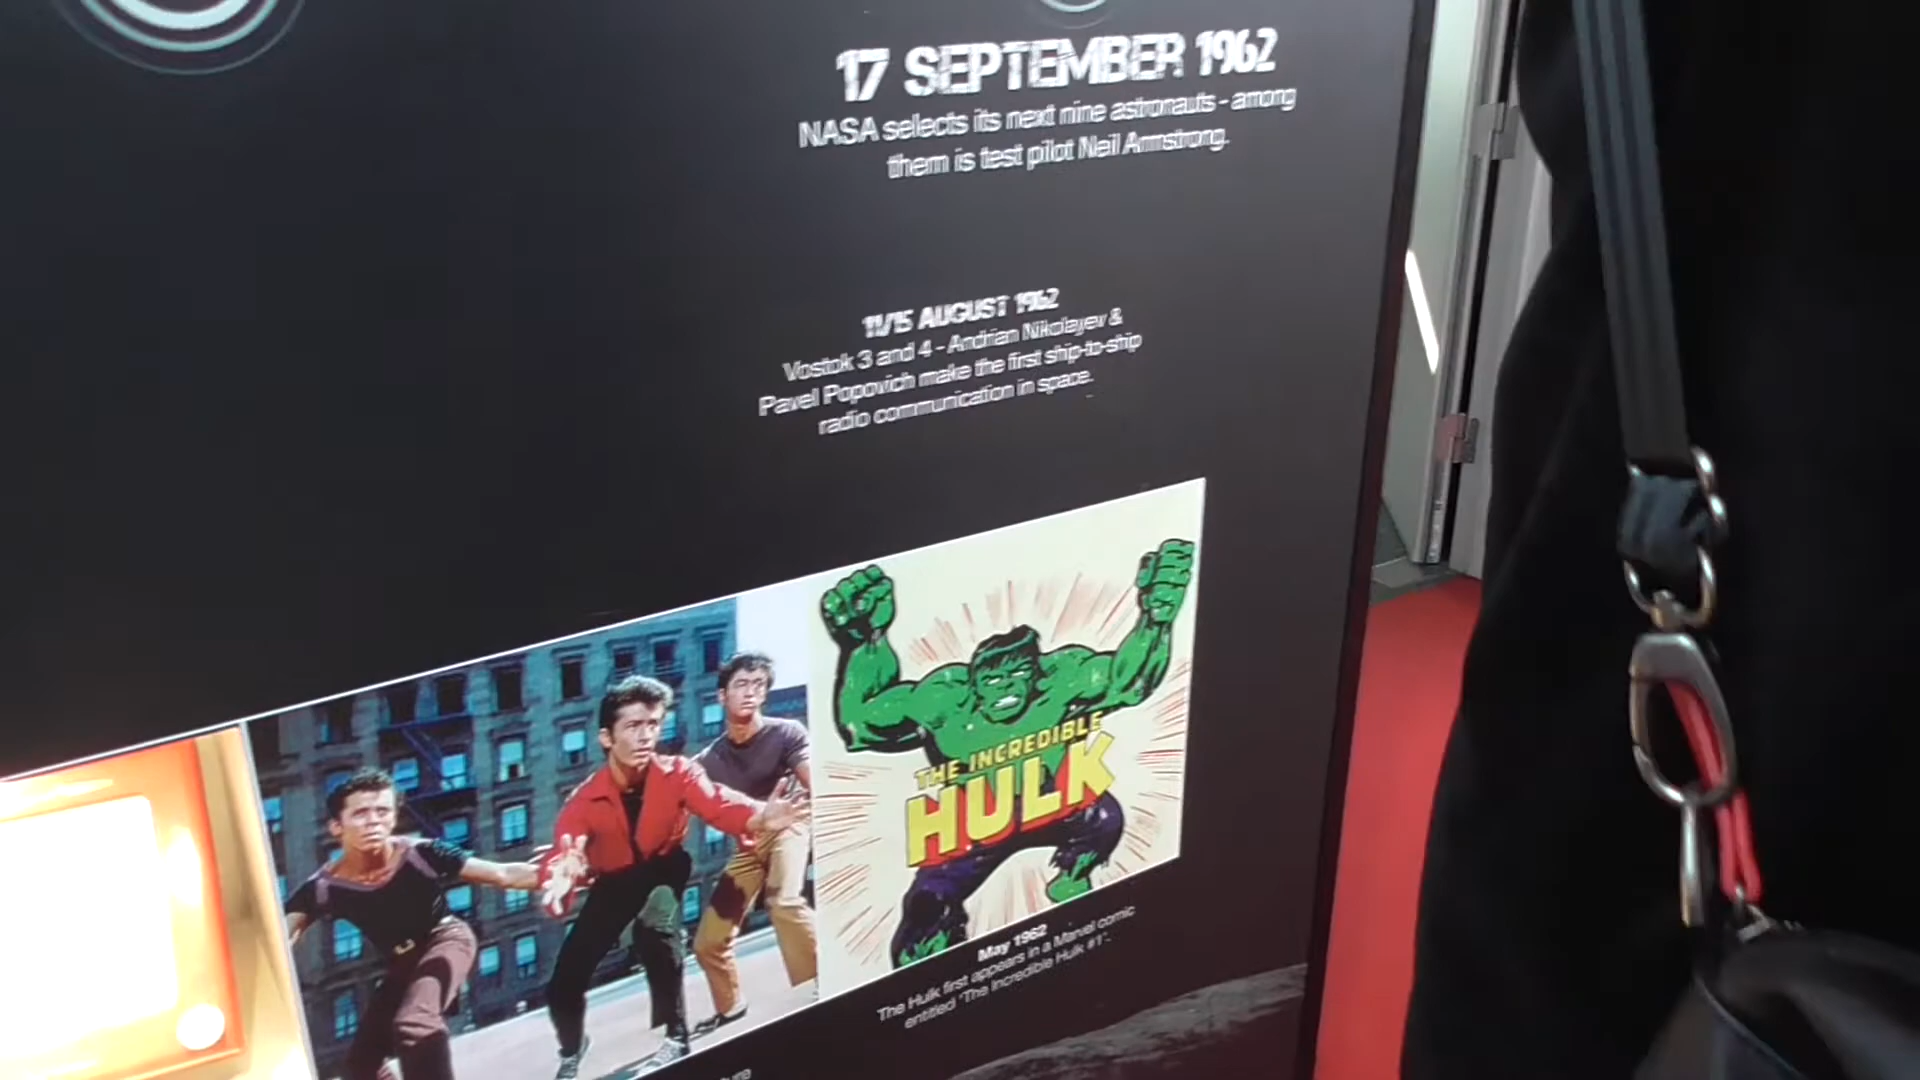 17 SEPTEMBER 1962
NASA selects its next nine astronauts - among
them is test pilot Neil Armstrong.
11/15 AUGUST 1962
Vostok 3 and 4 - Andrian Nikolayev &
Pavel Popovich make the first ship-to-ship
radio communication in space.
THE INCREDIBLE
HULK
May 1962
The Hulk first appears in a Marvel comic
entitled 'The Incredible Hulk #1'.